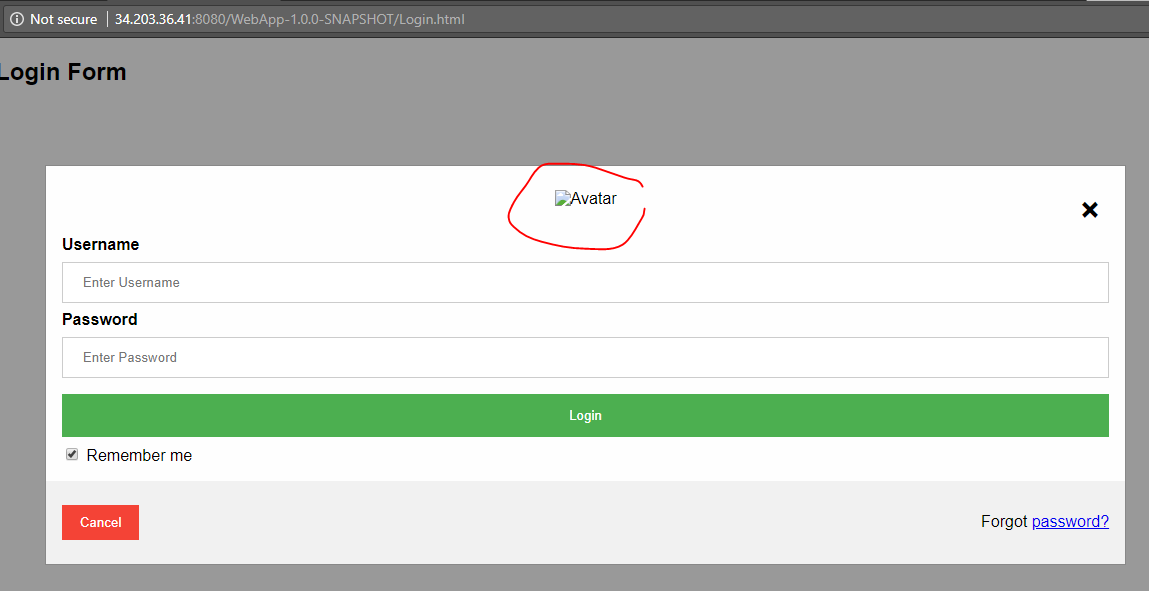 Not secure | 34.203.36.41:8080/WebApp-1.0.0-SNAPSHOT/Login.html
Login Form
Avatar
Username
Enter Username
Password
Enter Password
Login
Remember me
Cancel
Forgot password?